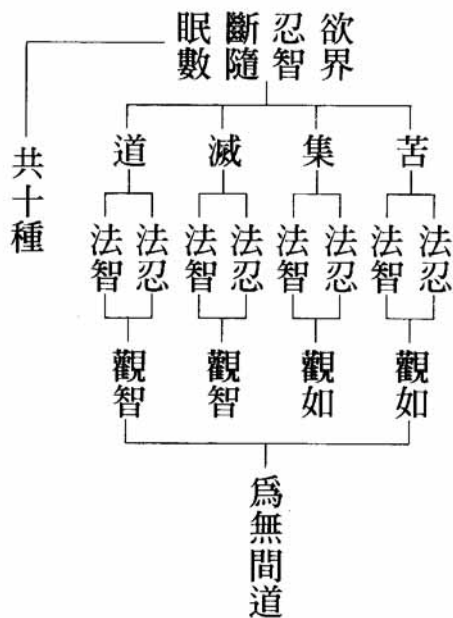 欲界
忍智
斷隨
眠數
苦
集
滅
道
法忍
法智
法忍
法智
法忍
法智
法忍
法智
觀如
觀如
觀智
觀智
爲無間道
共十種